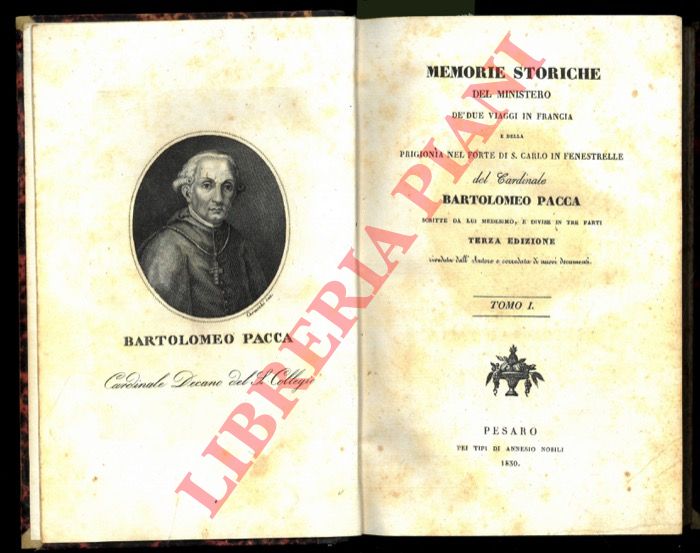 BARTOLOMEO PACCA
Cardinale Decano del S. Collegio
MEMORIE STORICHE
DEL MINISTERO
DE' DUE VIAGGI IN FRANCIA
E DELLA
PRIGIONIA NEL FORTE DI S. CARLO IN FENESTRELLE
del Cardinale
BARTOLOMEO PACCA
SCRITTE DA LUI MEDESIMO, E DIVISE IN TRE PARTI
TERZA EDIZIONE
riveduta dall' Autore e corredata di nuovi documenti.
TOMO I.
PESARO
PEI TIPI DI ANNESIO NOBILI
1830.
LIBRERIA PIANI